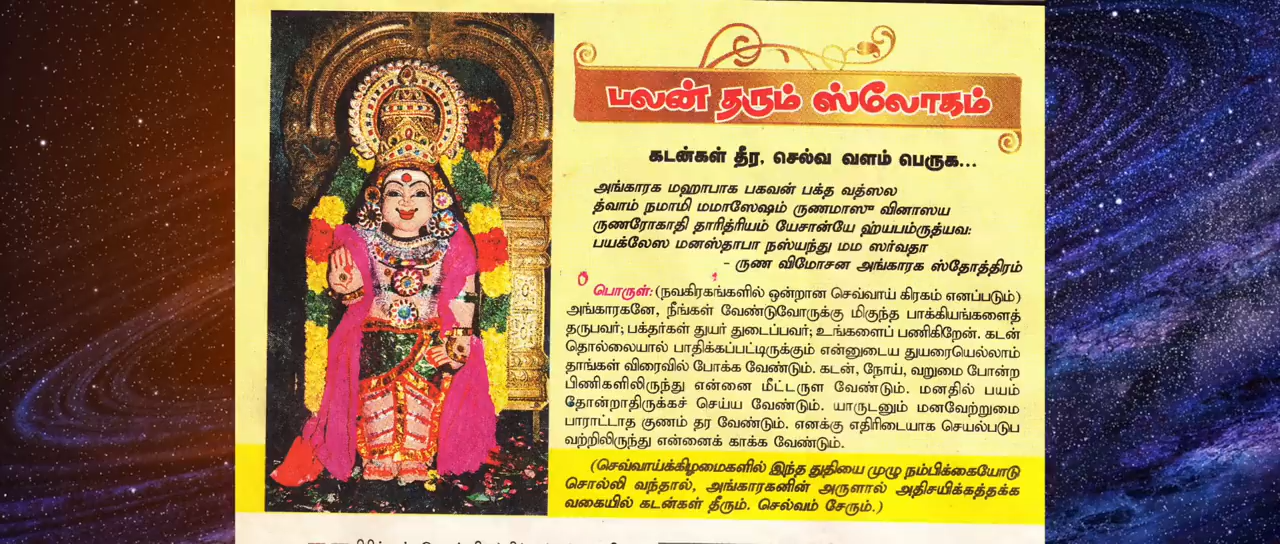 பலன் தரும் ஸ்லோகம்
கடன்கள் தீர, செல்வ வளம் பெருக...
அங்காரக மஹாபாக பகவன் பக்த வத்ஸல
த்வாம் நமாமி மமாஸேஷம் ருணமாஸு வினாஸய
ருணரோகாதி தாரித்ரியம் யேசான்யே ஹ்யபம்ருத்யவ:
பயக்லேஸ மனஸ்தாபா நஸ்யந்து மம ஸர்வதா
- ருண விமோசன அங்காரக ஸ்தோத்திரம்
பொருள்: (நவகிரகங்களில் ஒன்றான செவ்வாய் கிரகம் எனப்படும்)
அங்காரகனே, நீங்கள் வேண்டுவோருக்கு மிகுந்த பாக்கியங்களைத்
தருபவர்; பக்தர்கள் துயர் துடைப்பவர்; உங்களைப் பணிகிறேன். கடன்
தொல்லையால் பாதிக்கப்பட்டிருக்கும் என்னுடைய துயரையெல்லாம்
தாங்கள் விரைவில் போக்க வேண்டும். கடன், நோய், வறுமை போன்ற
பிணிகளிலிருந்து என்னை மீட்டருள வேண்டும். மனதில் பயம்
தோன்றாதிருக்கச் செய்ய வேண்டும். யாருடனும் மனவேற்றுமை
பாராட்டாத குணம் தர வேண்டும். எனக்கு எதிரிடையாக செயல்படுப
வற்றிலிருந்து என்னைக் காக்க வேண்டும்.
(செவ்வாய்க்கிழமைகளில் இந்த துதியை முழு நம்பிக்கையோடு
சொல்லி வந்தால், அங்காரகனின் அருளால் அதிசயிக்கத்தக்க
வகையில் கடன்கள் தீரும். செல்வம் சேரும்.)